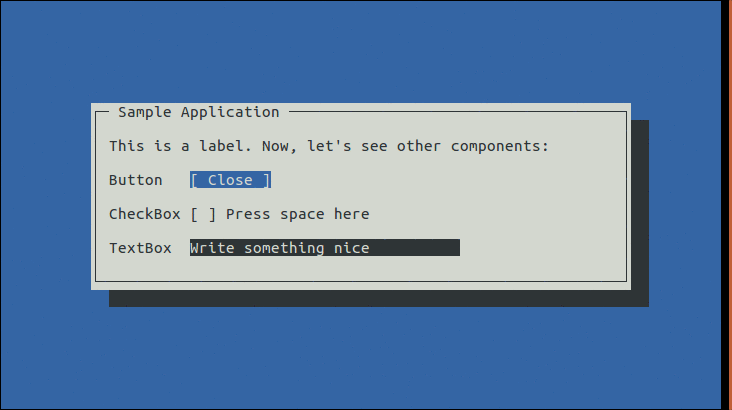 Sample Application
This is a label. Now, let's see other components:
Button [ Close ]
CheckBox [ ] Press space here
TextBox Write something nice